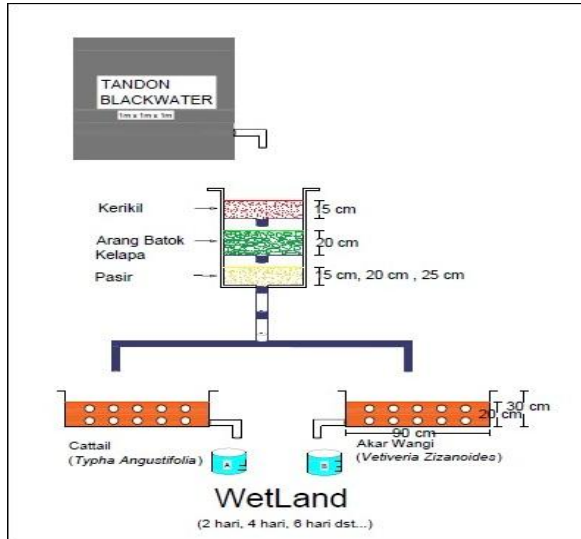 TANDON
BLACKWATER
1m x 1m x 1m
Kerikil
15 cm
Arang Batok
Kelapa
20 cm
Pasir
15 cm, 20 cm , 25 cm
30 cm
20 cm
90 cm
Cattail
(Typha Angustifolia)
A
B
Akar Wangi
(Vetiveria Zizanoides)
WetLand
(2 hari, 4 hari, 6 hari dst...)